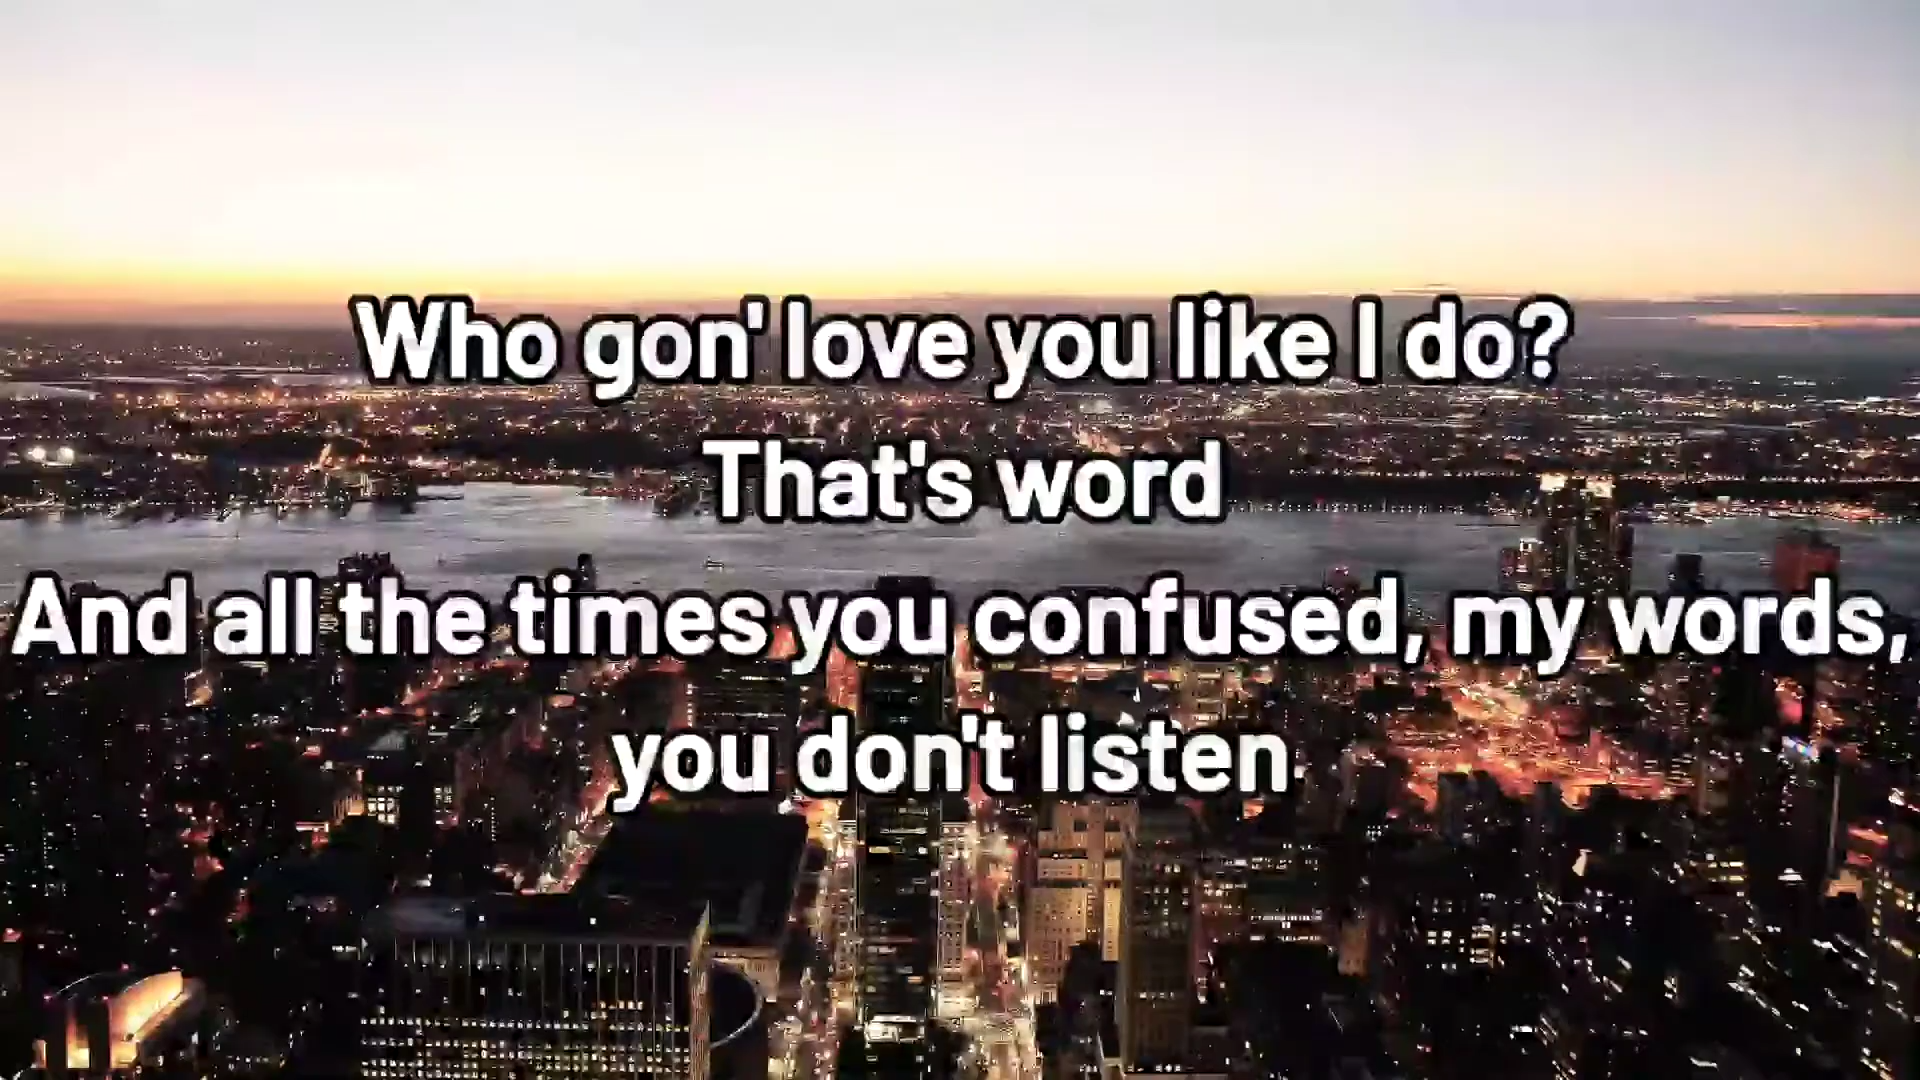 Who gon' love you like I do?
That's word
And all the times you confused, my words,
you don't listen